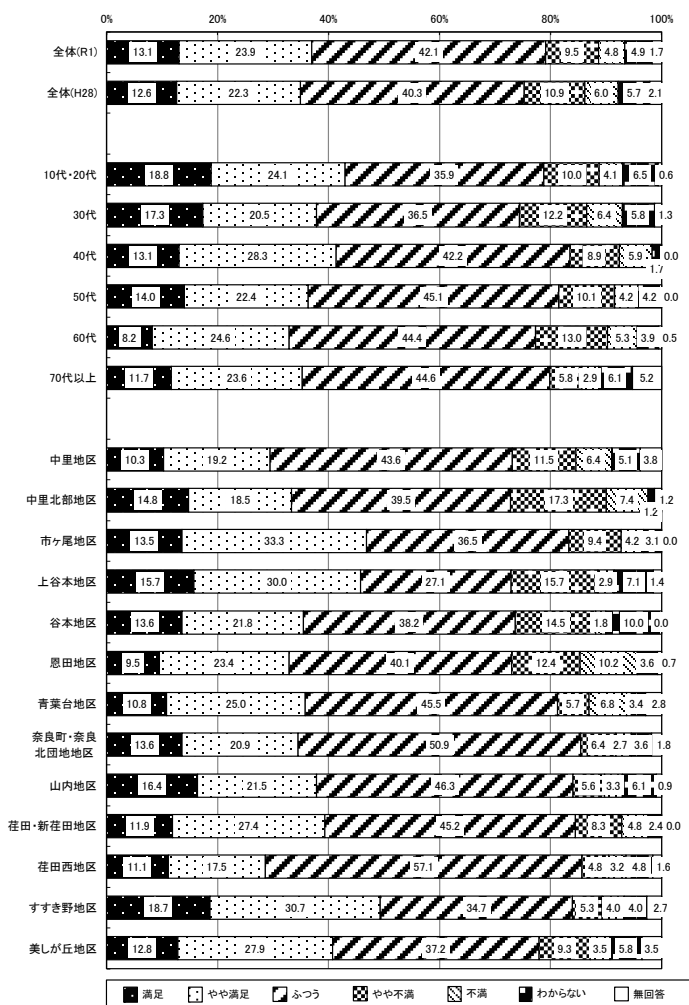 0% 20% 40% 60% 80% 100%
全体(R1) 13.1 23.9 42.1 9.5 4.8 4.9 1.7
全体(H28) 12.6 22.3 40.3 10.9 6.0 5.7 2.1
10代・20代 18.8 24.1 35.9 10.0 4.1 6.5 0.6
30代 17.3 20.5 36.5 12.2 6.4 5.8 1.3
40代 13.1 28.3 42.2 8.9 5.9 0.0
1.7
50代 14.0 22.4 45.1 10.1 4.2 4.2 0.0
60代 8.2 24.6 44.4 13.0 5.3 3.9 0.5
70代以上 11.7 23.6 44.6 5.8 2.9 6.1 5.2
中里地区 10.3 19.2 43.6 11.5 6.4 5.1 3.8
中里北部地区 14.8 18.5 39.5 17.3 7.4 1.2
1.2
市ヶ尾地区 13.5 33.3 36.5 9.4 4.2 3.1 0.0
上谷本地区 15.7 30.0 27.1 15.7 2.9 7.1 1.4
谷本地区 13.6 21.8 38.2 14.5 1.8 10.0 0.0
恩田地区 9.5 23.4 40.1 12.4 10.2 3.6 0.7
青葉台地区 10.8 25.0 45.5 5.7 6.8 3.4 2.8
奈良町・奈良
北団地地区 13.6 20.9 50.9 6.4 2.7 3.6 1.8
山内地区 16.4 21.5 46.3 5.6 3.3 6.1 0.9
荏田・新荏田地区 11.9 27.4 45.2 8.3 4.8 2.4 0.0
荏田西地区 11.1 17.5 57.1 4.8 3.2 4.8 1.6
すすき野地区 18.7 30.7 34.7 5.3 4.0 4.0 2.7
美しが丘地区 12.8 27.9 37.2 9.3 3.5 5.8 3.5
満足 やや満足 ふつう やや不満 不満 わからない 無回答